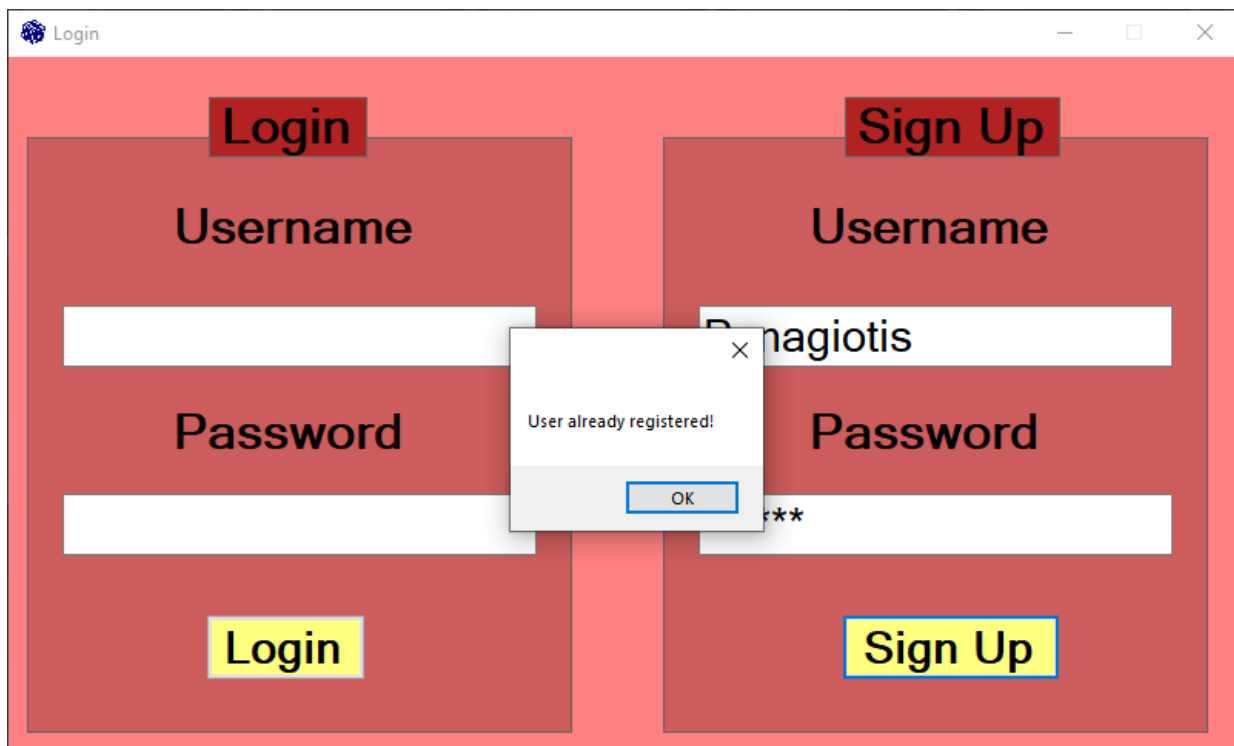 Login
Login
Username
Password
Login
Sign Up
Username
nagiotis
Password
***
Sign Up
User already registered!
OK